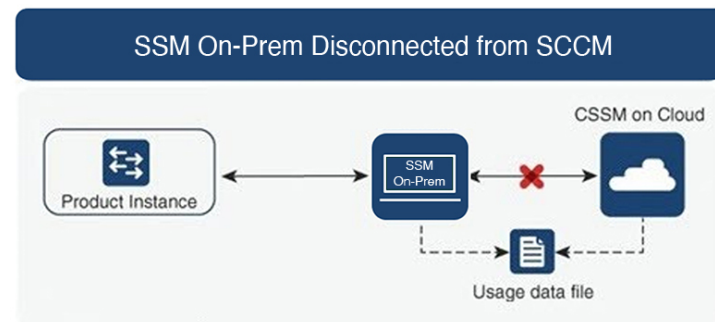 SSM On-Prem Disconnected from SCCM
CSSM on Cloud
SSM
On-Prem
Product Instance
Usage data file